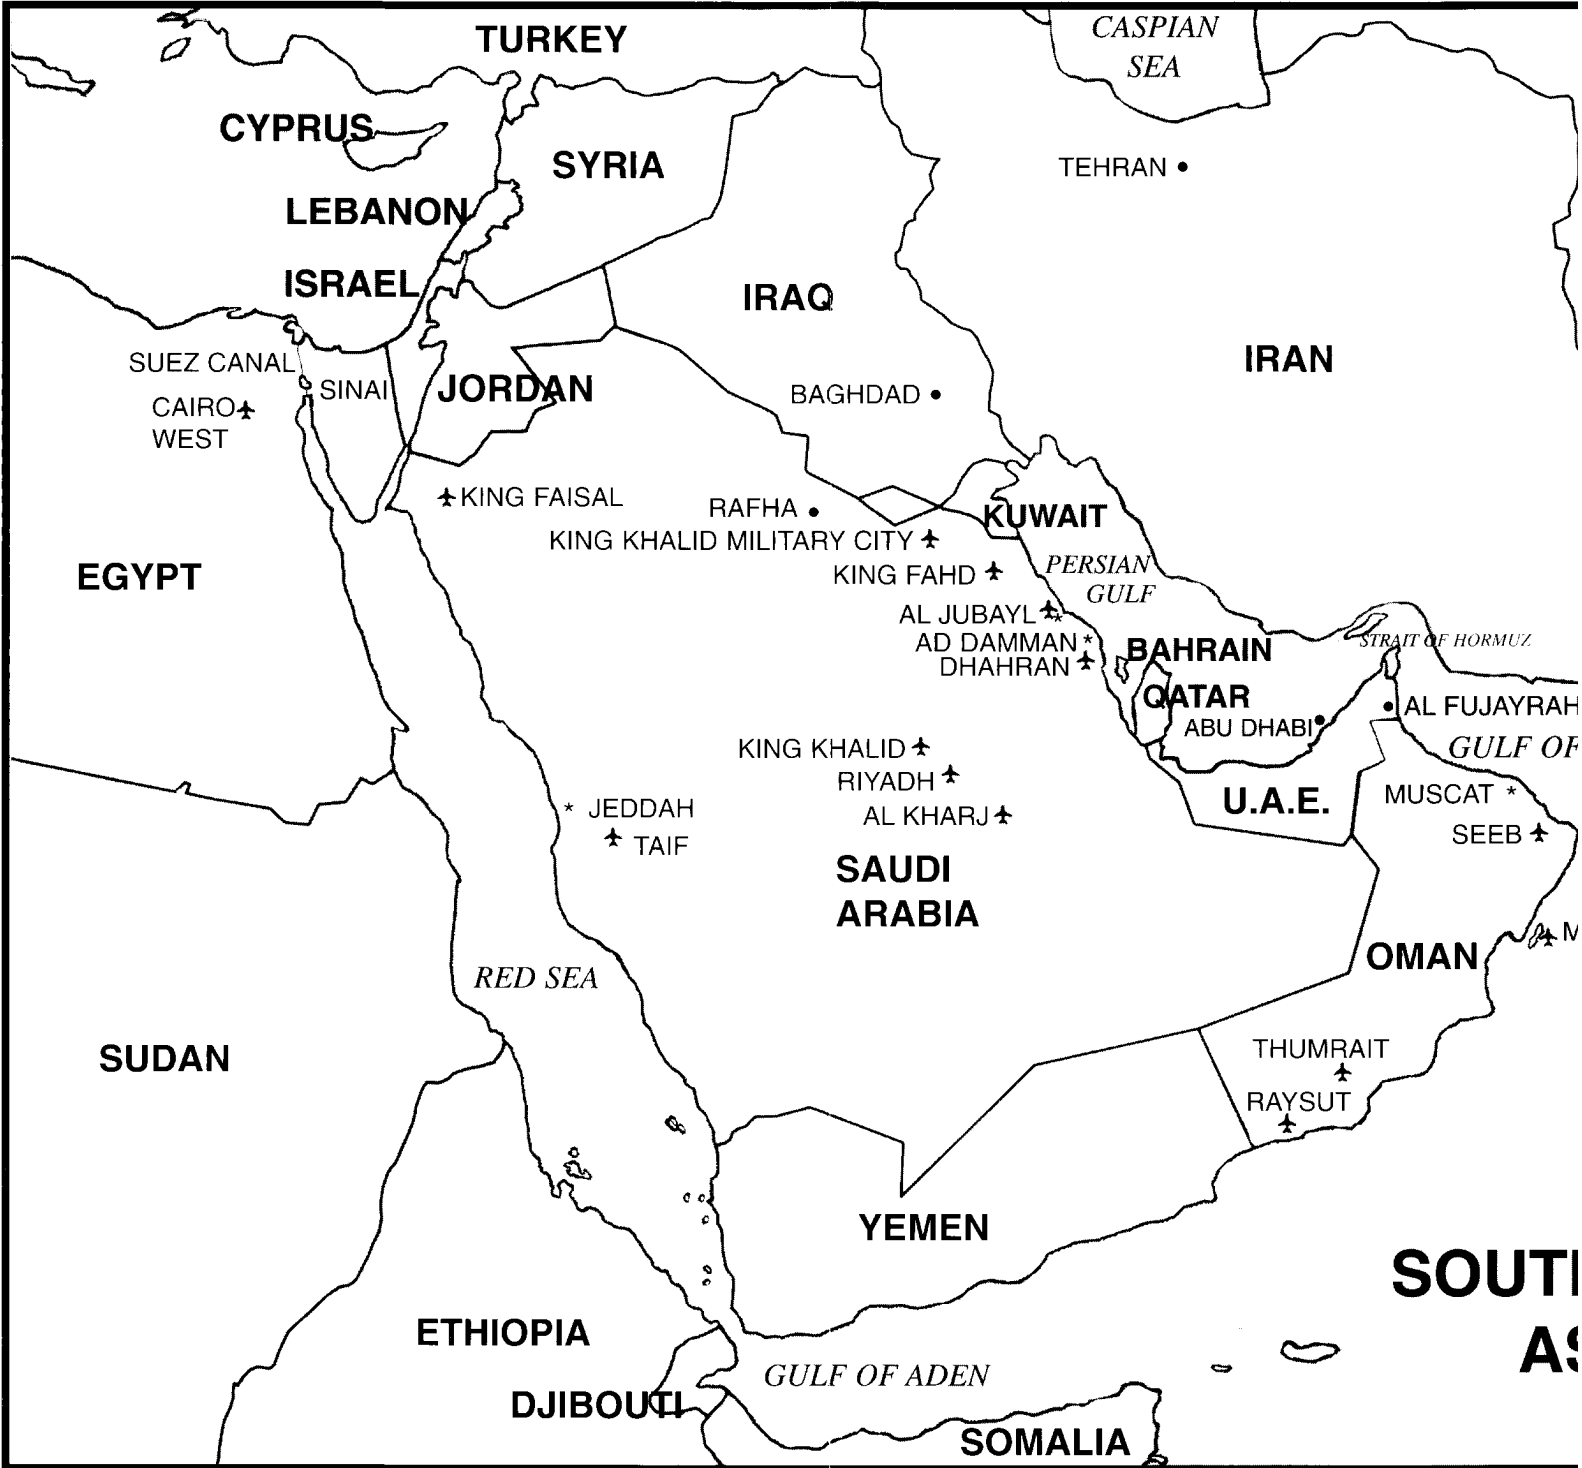 TURKEY
CASPIAN
SEA
CYPRUS
SYRIA
TEHRAN
LEBANON
ISRAEL
IRAQ
IRAN
SUEZ CANAL
SINAI
JORDAN
BAGHDAD
CAIRO
WEST
KING FAISAL
RAFHA
KUWAIT
KING KHALID MILITARY CITY
EGYPT
KING FAHD
PERSIAN
GULF
AL JUBAYL
AD DAMMAN
STRAIT OF HORMUZ
BAHRAIN
DHAHRAN
QATAR
AL FUJAYRAH
ABU DHABI
KING KHALID
GULF OF
RIYADH
U.A.E.
MUSCAT
JEDDAH
AL KHARJ
TAIF
SEEB
SAUDI
ARABIA
M
OMAN
RED SEA
SUDAN
THUMRAIT
RAYSUT
YEMEN
SOUTH
ETHIOPIA
AS
GULF OF ADEN
DJIBOUTI
SOMALIA